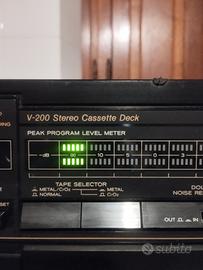 V-200 Stereo Cassette Deck
PEAK PROGRAM LEVEL METER
-dB 20 10 5 0 3
TAPE SELECTOR
METAL/CrO₂ METAL
NORMAL CrO₂
NOISE RE
OUT IN
subito